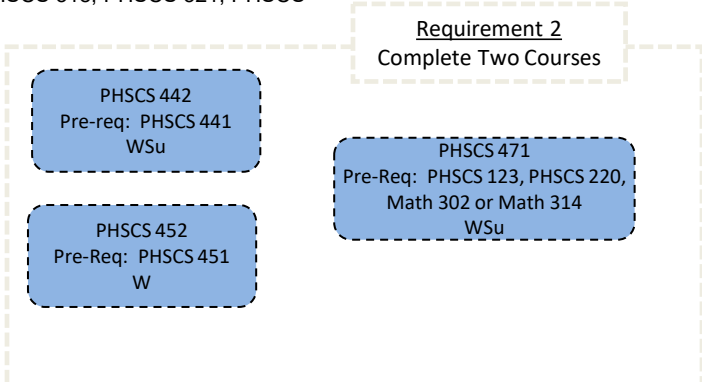 PHSCS
Requirement 2
Complete Two Courses
PHSCS 442
Pre-req: PHSCS 441
WSu
PHSCS 471
Pre-Req: PHSCS 123, PHSCS 220,
Math 302 or Math 314
WSu
PHSCS 452
Pre-Req: PHSCS 451
W